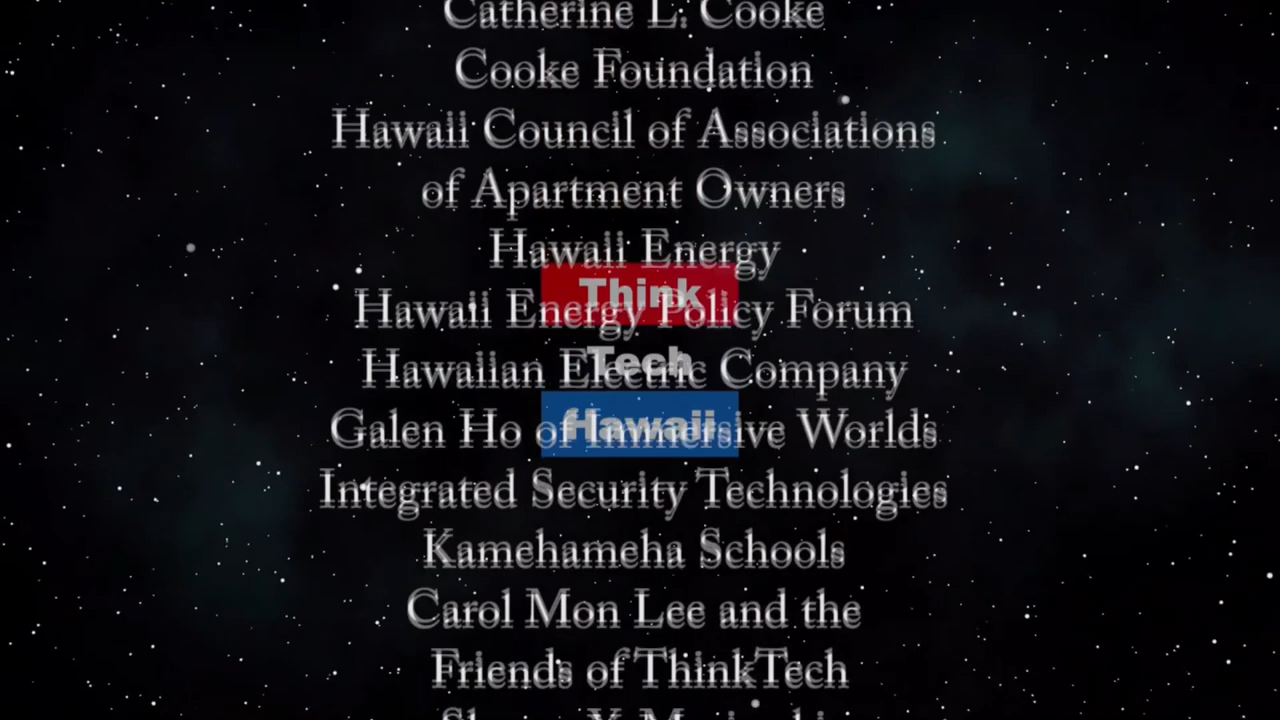 Catherine L. Cooke
Cooke Foundation
Hawaii Council of Associations
of Apartment Owners
Hawaii Energy
Think
Hawaii Energy Policy Forum
Tech
Hawaiian Electric Company
Hawaii
Galen Ho of Immersive Worlds
Integrated Security Technologies
Kamehameha Schools
Carol Mon Lee and the
Friends of ThinkTech